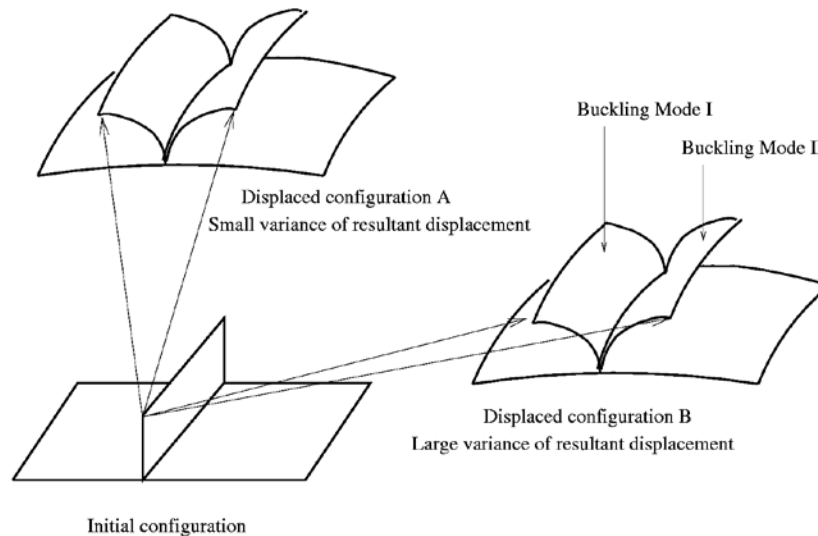 Buckling Mode I
Buckling Mode II
Displaced configuration A
Small variance of resultant displacement
Displaced configuration B
Large variance of resultant displacement
Initial configuration